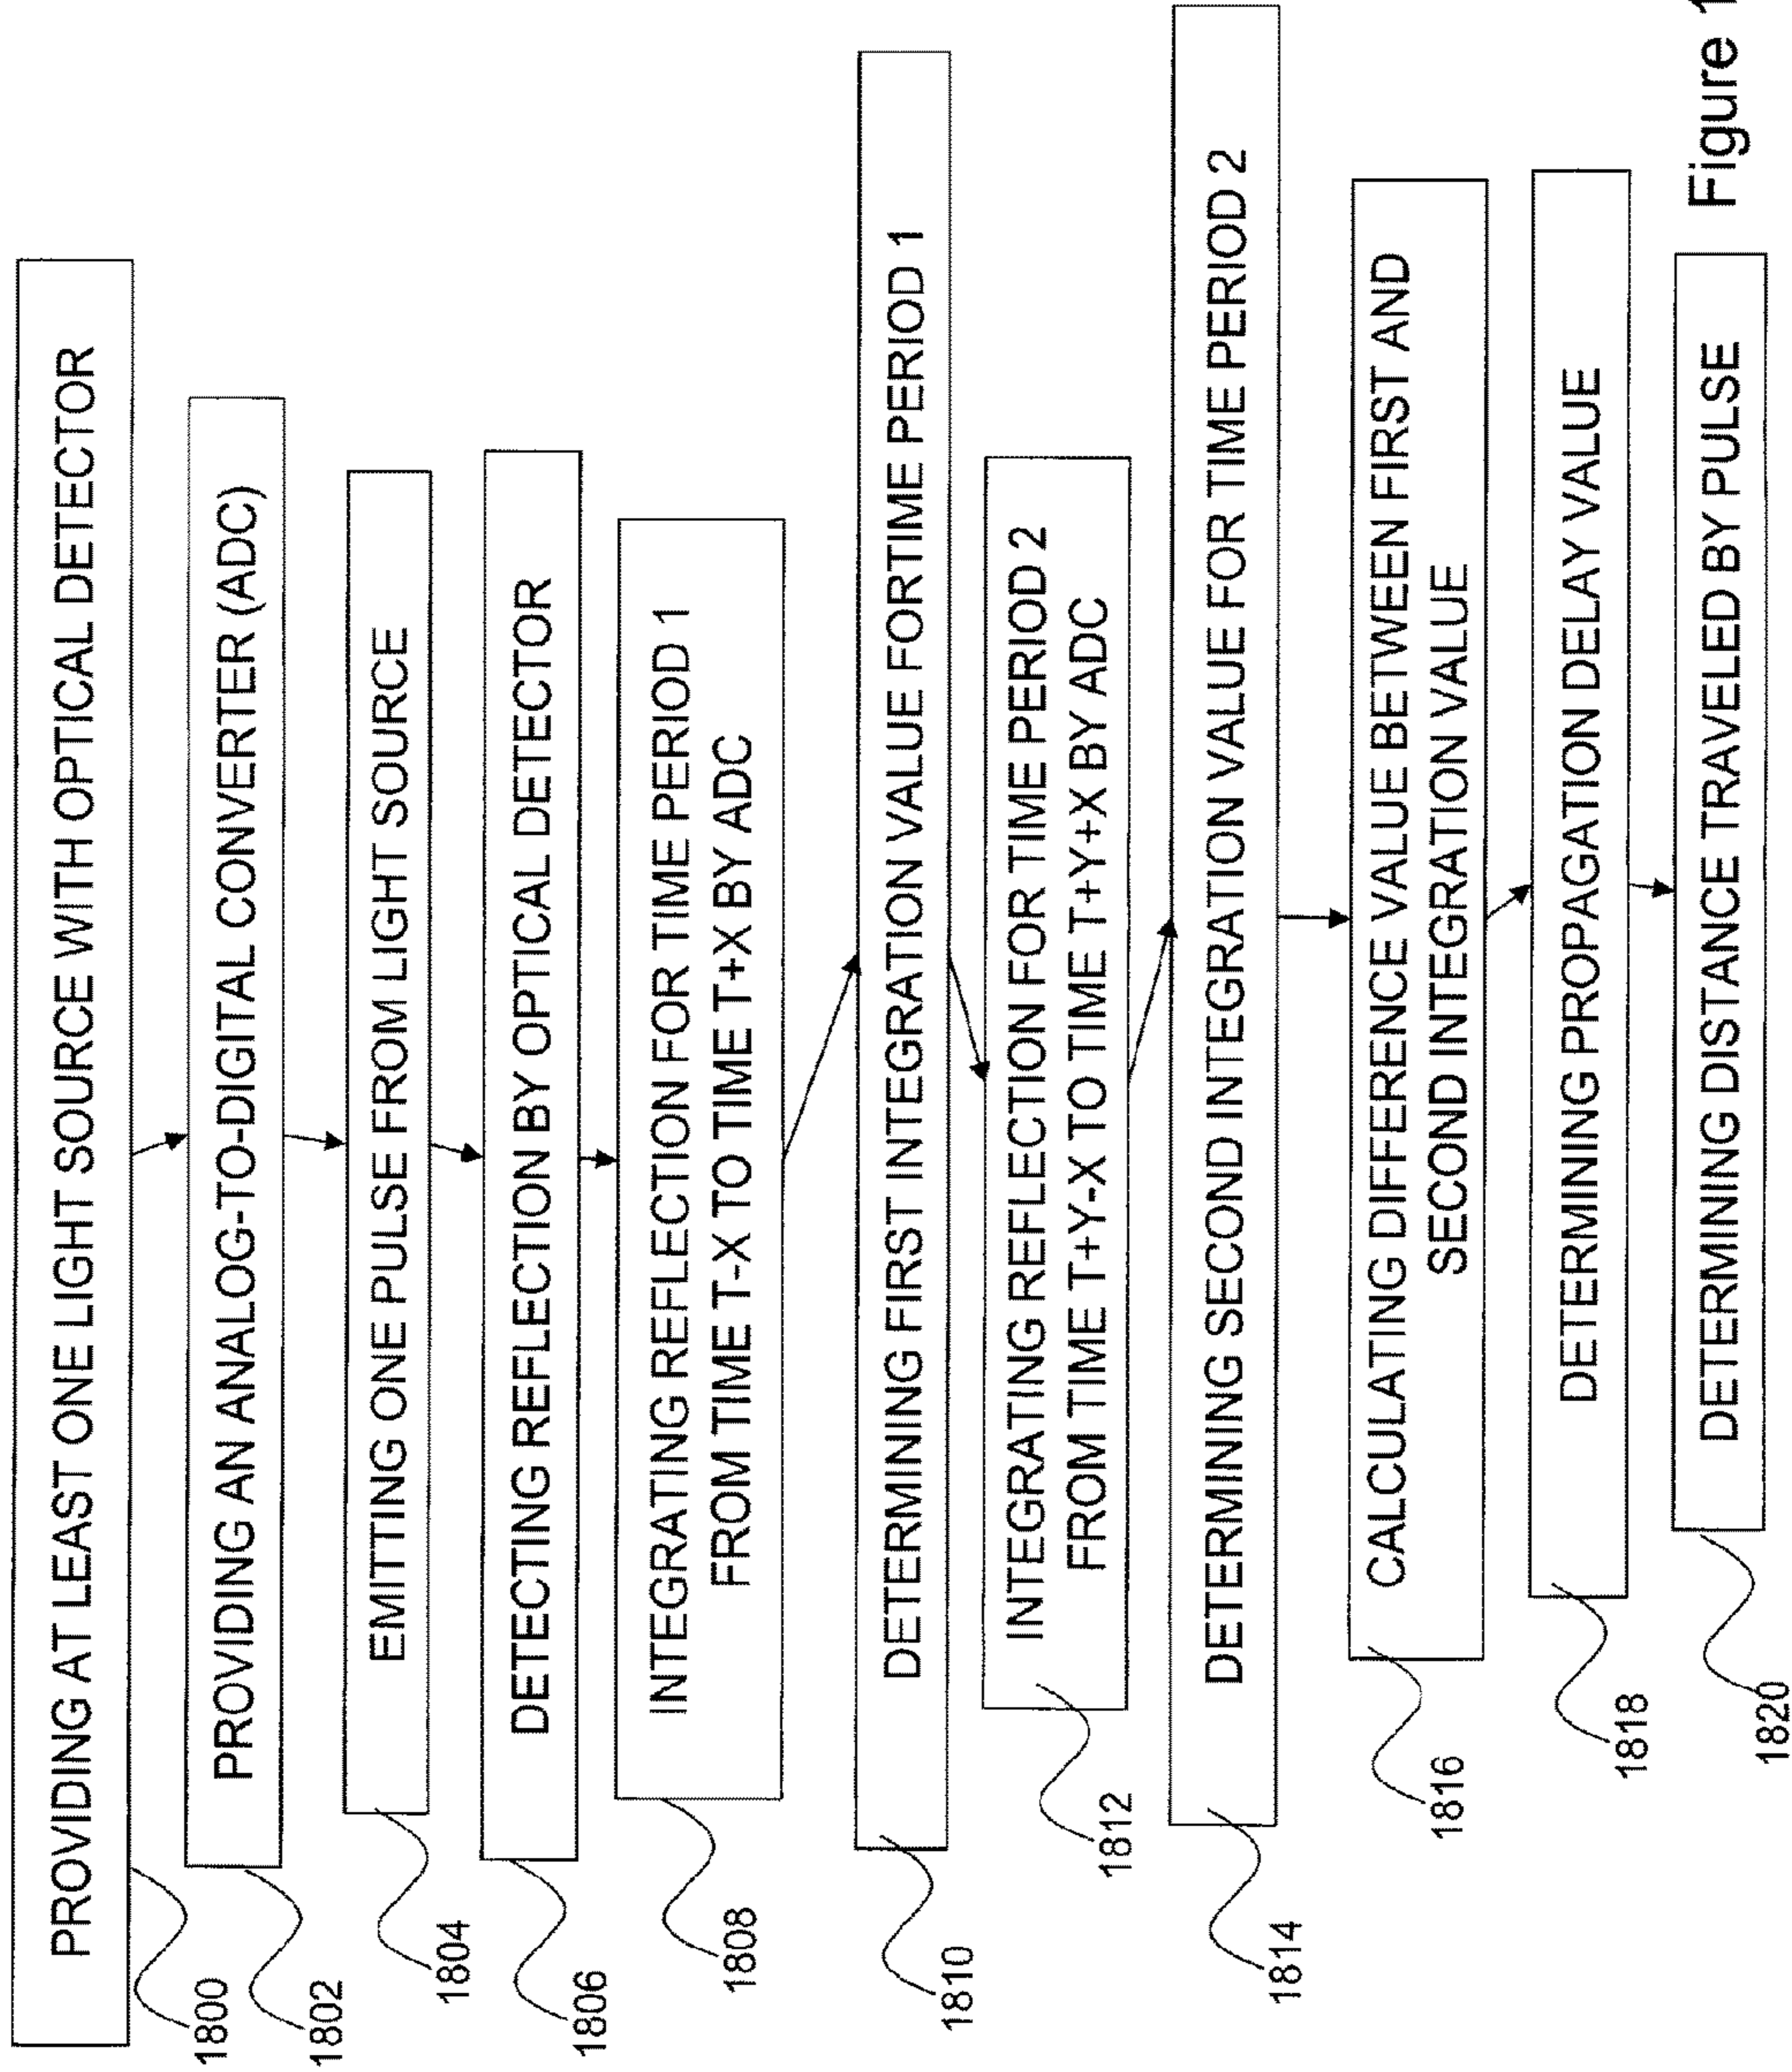 PROVIDING AT LEAST ONE LIGHT SOURCE WITH OPTICAL DETECTOR
1800
PROVIDING AN ANALOG-TO-DIGITAL CONVERTER (ADC)
1802
EMITTING ONE PULSE FROM LIGHT SOURCE
1804
DETECTING REFLECTION BY OPTICAL DETECTOR
1806
INTEGRATING REFLECTION FOR TIME PERIOD 1
FROM TIME T-X TO TIME T+X BY ADC
1808
DETERMINING FIRST INTEGRATION VALUE FORTIME PERIOD 1
1810
INTEGRATING REFLECTION FOR TIME PERIOD 2
FROM TIME T+Y-X TO TIME T+Y+X BY ADC
1812
DETERMINING SECOND INTEGRATION VALUE FOR TIME PERIOD 2
1814
CALCULATING DIFFERENCE VALUE BETWEEN FIRST AND
SECOND INTEGRATION VALUE
1816
DETERMINING PROPAGATION DELAY VALUE
1818
DETERMINING DISTANCE TRAVELED BY PULSE
1820
Figure 1